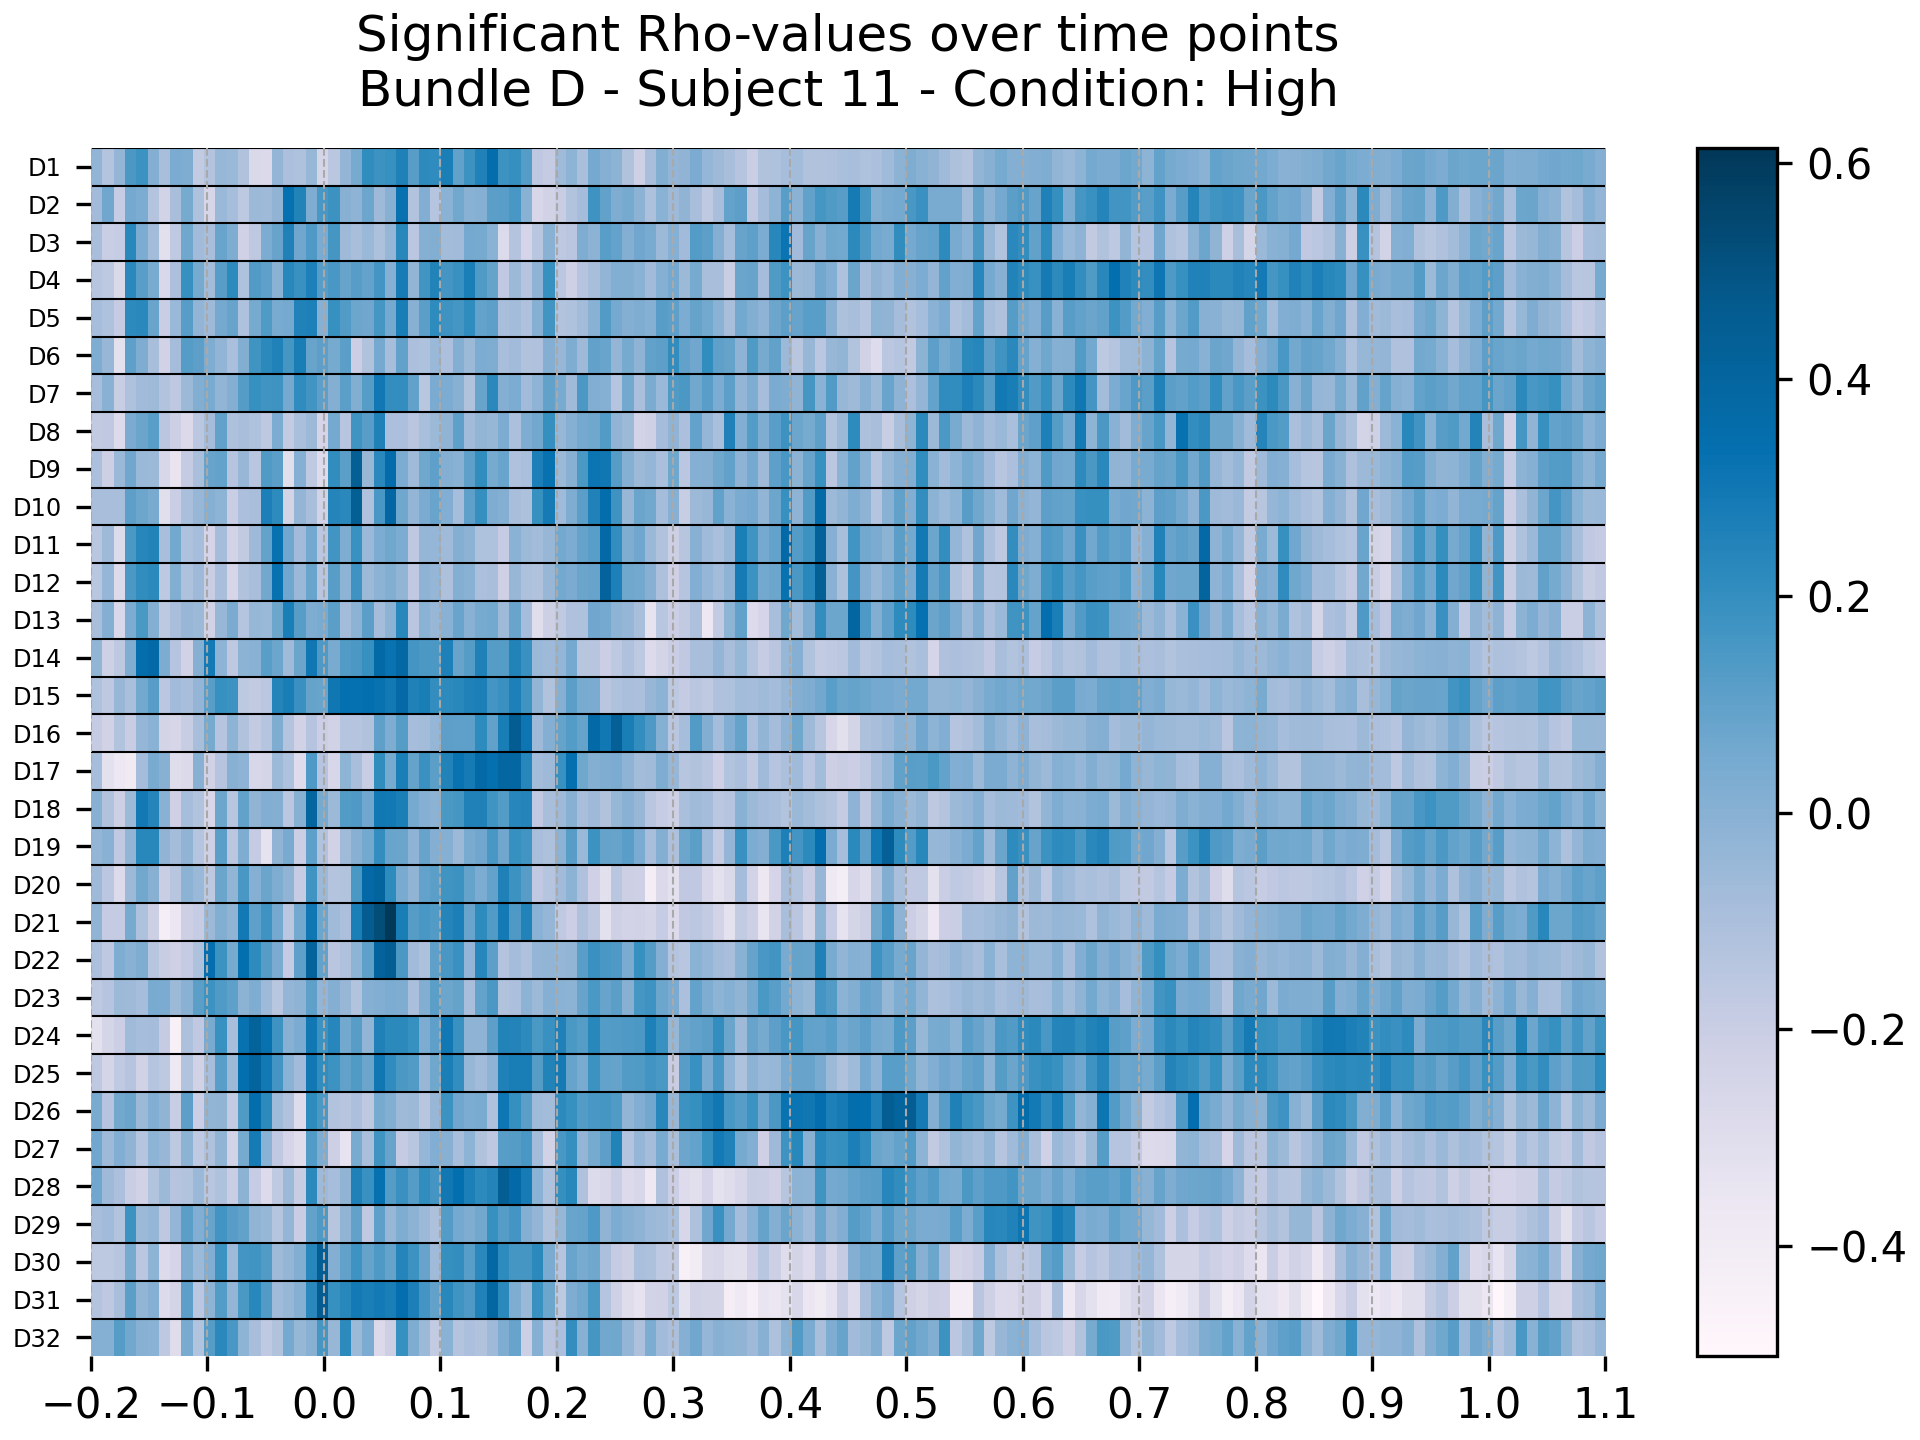 Significant Rho-values over time points
Bundle D - Subject 11 - Condition: High
D1
D2
D3
D4
D5
D6
D7
D8
D9
D10
D11
D12
D13
D14
D15
D16
D17
D18
D19
D20
D21
D22
D23
D24
D25
D26
D27
D28
D29
D30
D31
D32
−0.2 −0.1 0.0 0.1 0.2 0.3 0.4 0.5 0.6 0.7 0.8 0.9 1.0 1.1
0.6
0.4
0.2
0.0
−0.2
−0.4